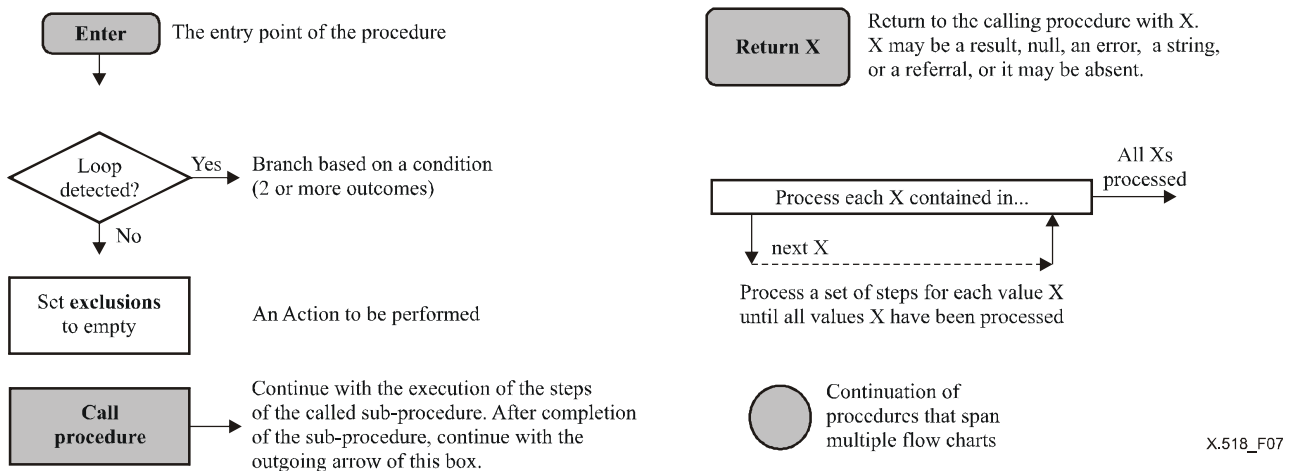 Enter
The entry point of the procedure
Loop
detected?
Yes
Branch based on a condition
(2 or more outcomes)
No
Set exclusions
to empty
An Action to be performed
Call
procedure
Continue with the execution of the steps
of the called sub-procedure. After completion
of the sub-procedure, continue with the
outgoing arrow of this box.
Return X
Return to the calling procedure with X.
X may be a result, null, an error, a string,
or a referral, or it may be absent.
Process each X contained in...
All Xs
processed
next X
Process a set of steps for each value X
until all values X have been processed
Continuation of
procedures that span
multiple flow charts
X.518_F07